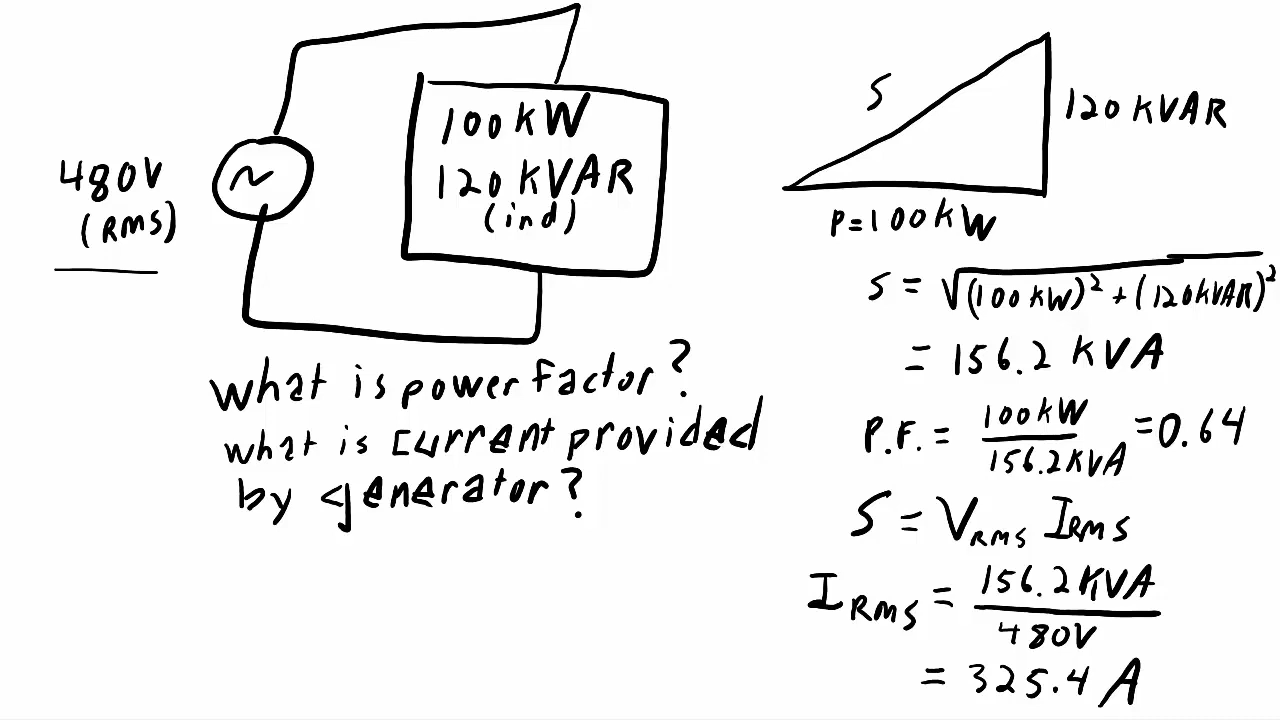 480V
(RMS)
100kW
120KVAR
(ind)
What is power factor?
what is current provided
by generator?
S
120KVAR
P=100kW
S = √(100kW)² + (120kVAR)²
= 156.2 KVA
P.F. = 100kW / 156.2KVA = 0.64
S = VRMS IRMS
IRMS = 156.2KVA / 480V
= 325.4 A